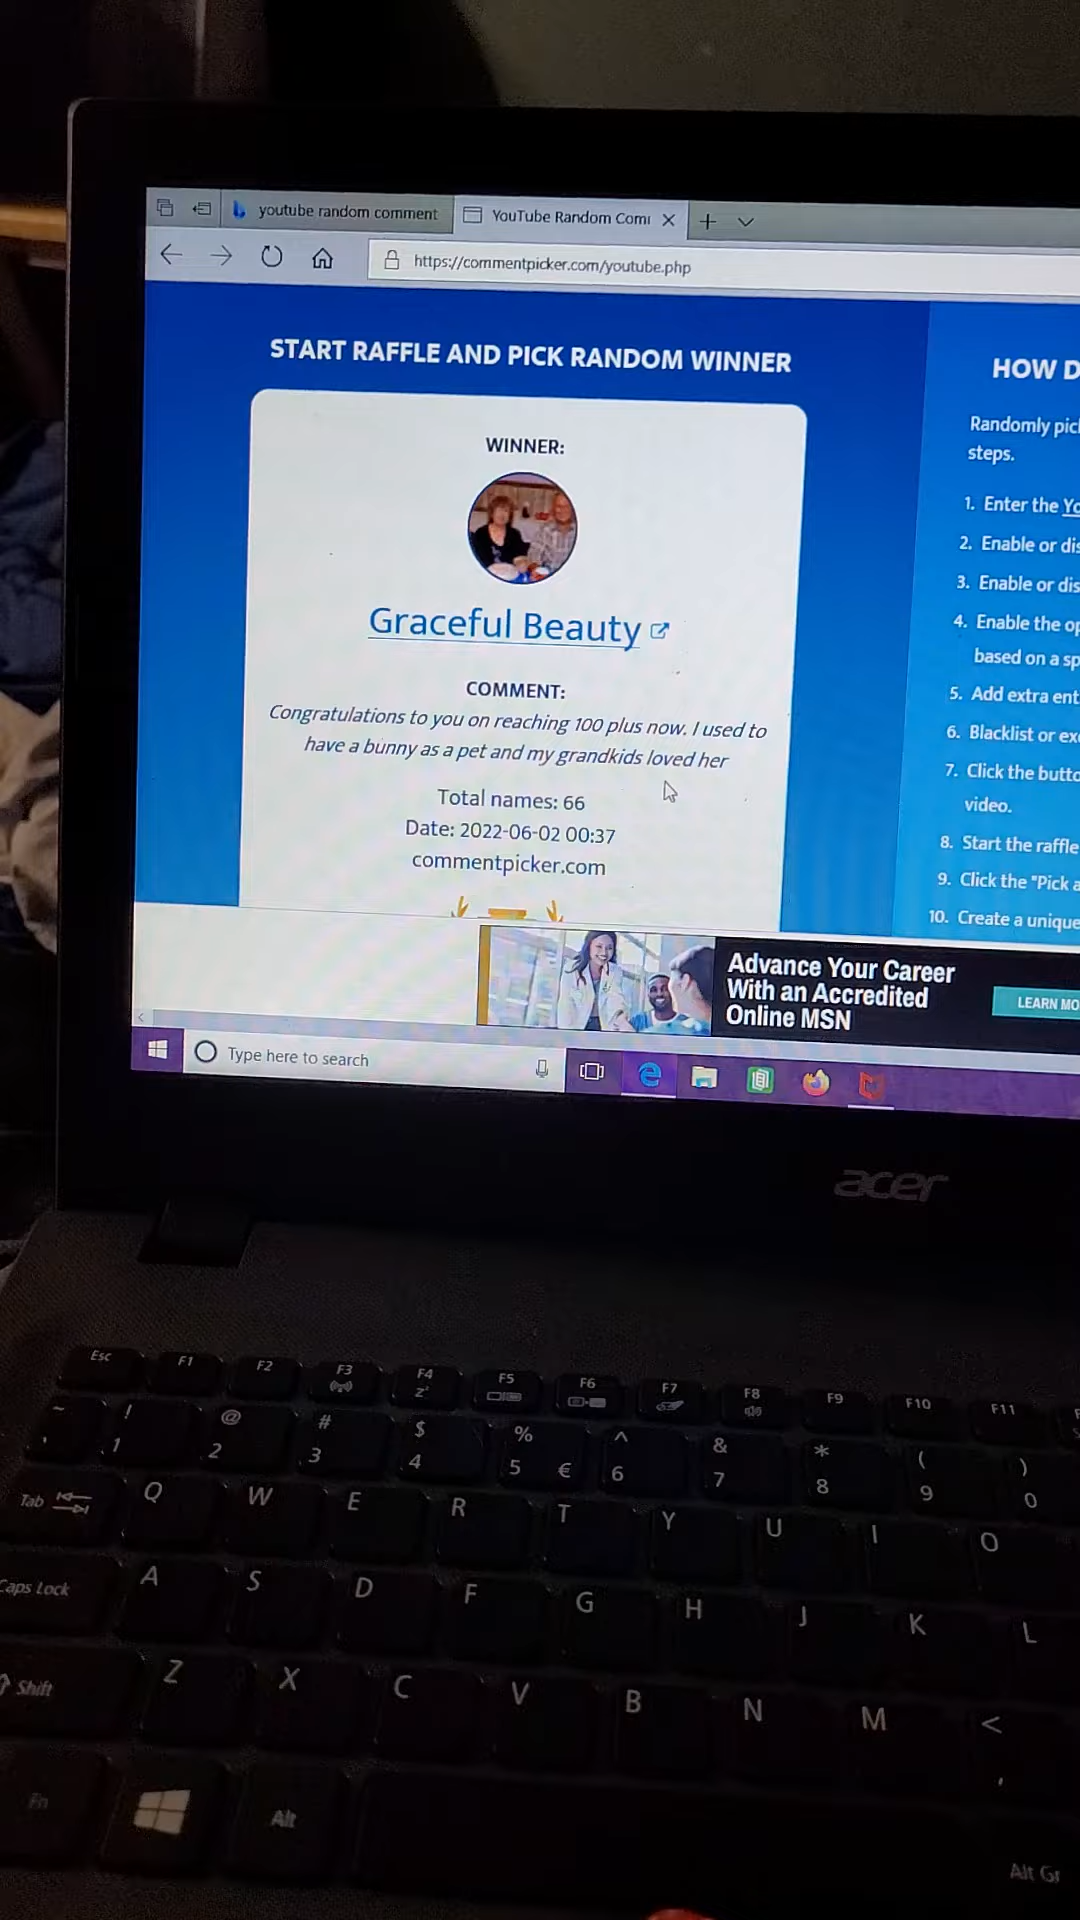 youtube random comment
YouTube Random Com
https://commentpicker.com/youtube.php
START RAFFLE AND PICK RANDOM WINNER
WINNER:
Graceful Beauty
COMMENT:
Congratulations to you on reaching 100 plus now. I used to
have a bunny as a pet and my grandkids loved her
Total names: 66
Date: 2022-06-02 00:37
commentpicker.com
HOW D
Randomly pic
steps.
1. Enter the Yo
2. Enable or dis
3. Enable or dis
4. Enable the op
based on a sp
5. Add extra ent
6. Blacklist or ex
7. Click the butto
video.
8. Start the raffle
9. Click the "Pick a
10. Create a unique
Advance Your Career
With an Accredited
Online MSN
LEARN MO
Type here to search
acer
Esc F1 F2 F3 F4 F5 F6 F7 F8 F9 F10 F11
~ ! @ # $ % ^ & * ( )
1 2 3 4 5 € 6 7 8 9 0
Tab Q W E R T Y U I O
Caps Lock A S D F G H J K L
Shift Z X C V B N M <
,
Fn Alt Alt Gr